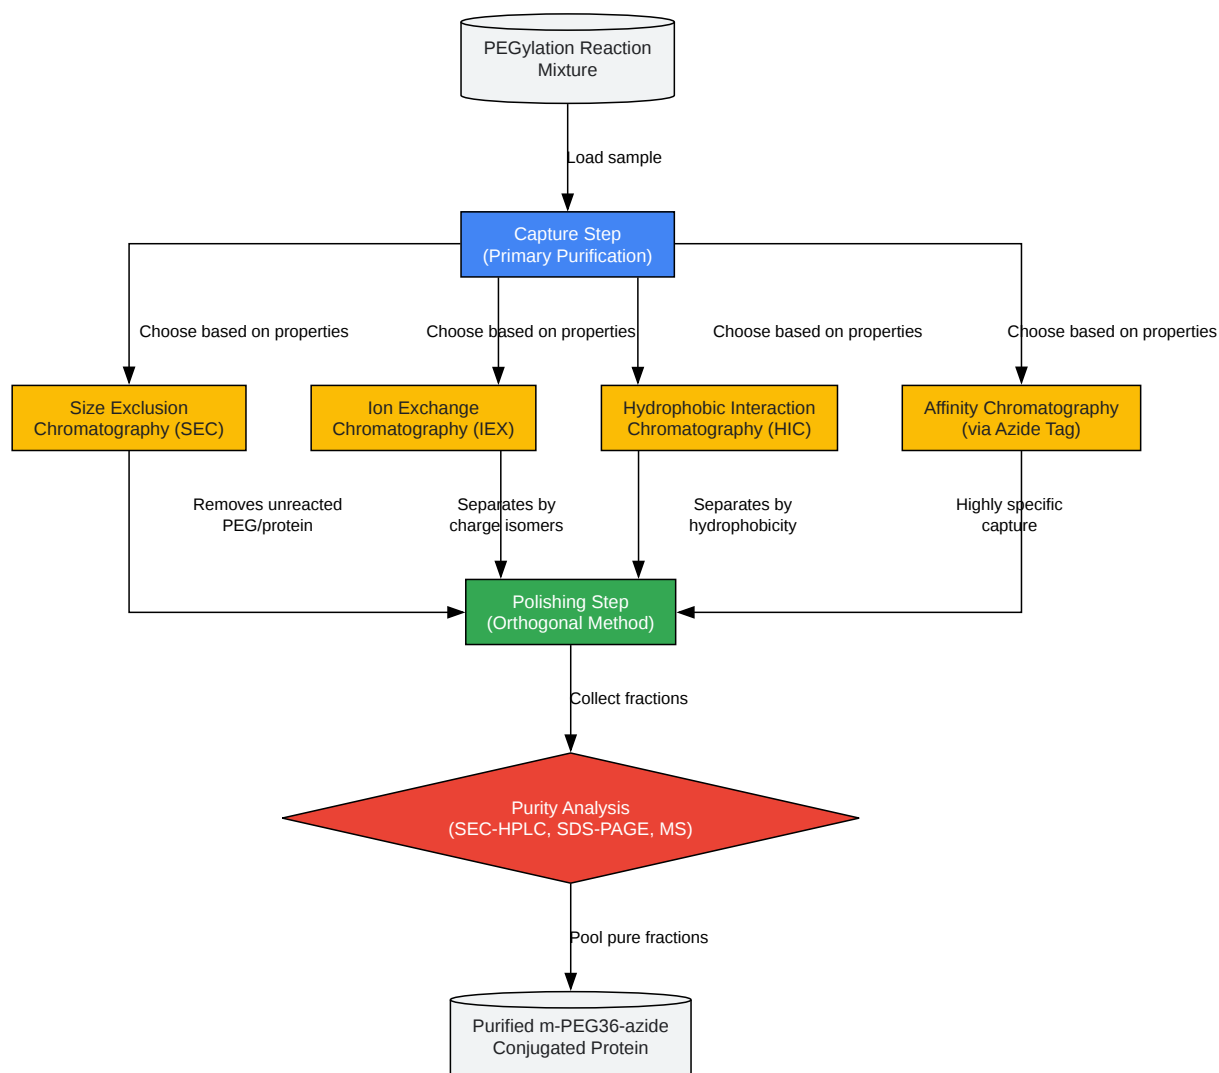 PEGylation Reaction
Mixture
Load sample
Capture Step
(Primary Purification)
Choose based on properties
Choose based on properties
Choose based on properties
Choose based on properties
Size Exclusion
Chromatography (SEC)
Ion Exchange
Chromatography (IEX)
Hydrophobic Interaction
Chromatography (HIC)
Affinity Chromatography
(via Azide Tag)
Removes unreacted
PEG/protein
Separates by
charge isomers
Separates by
hydrophobicity
Highly specific
capture
Polishing Step
(Orthogonal Method)
Collect fractions
Purity Analysis
(SEC-HPLC, SDS-PAGE, MS)
Pool pure fractions
Purified m-PEG36-azide
Conjugated Protein